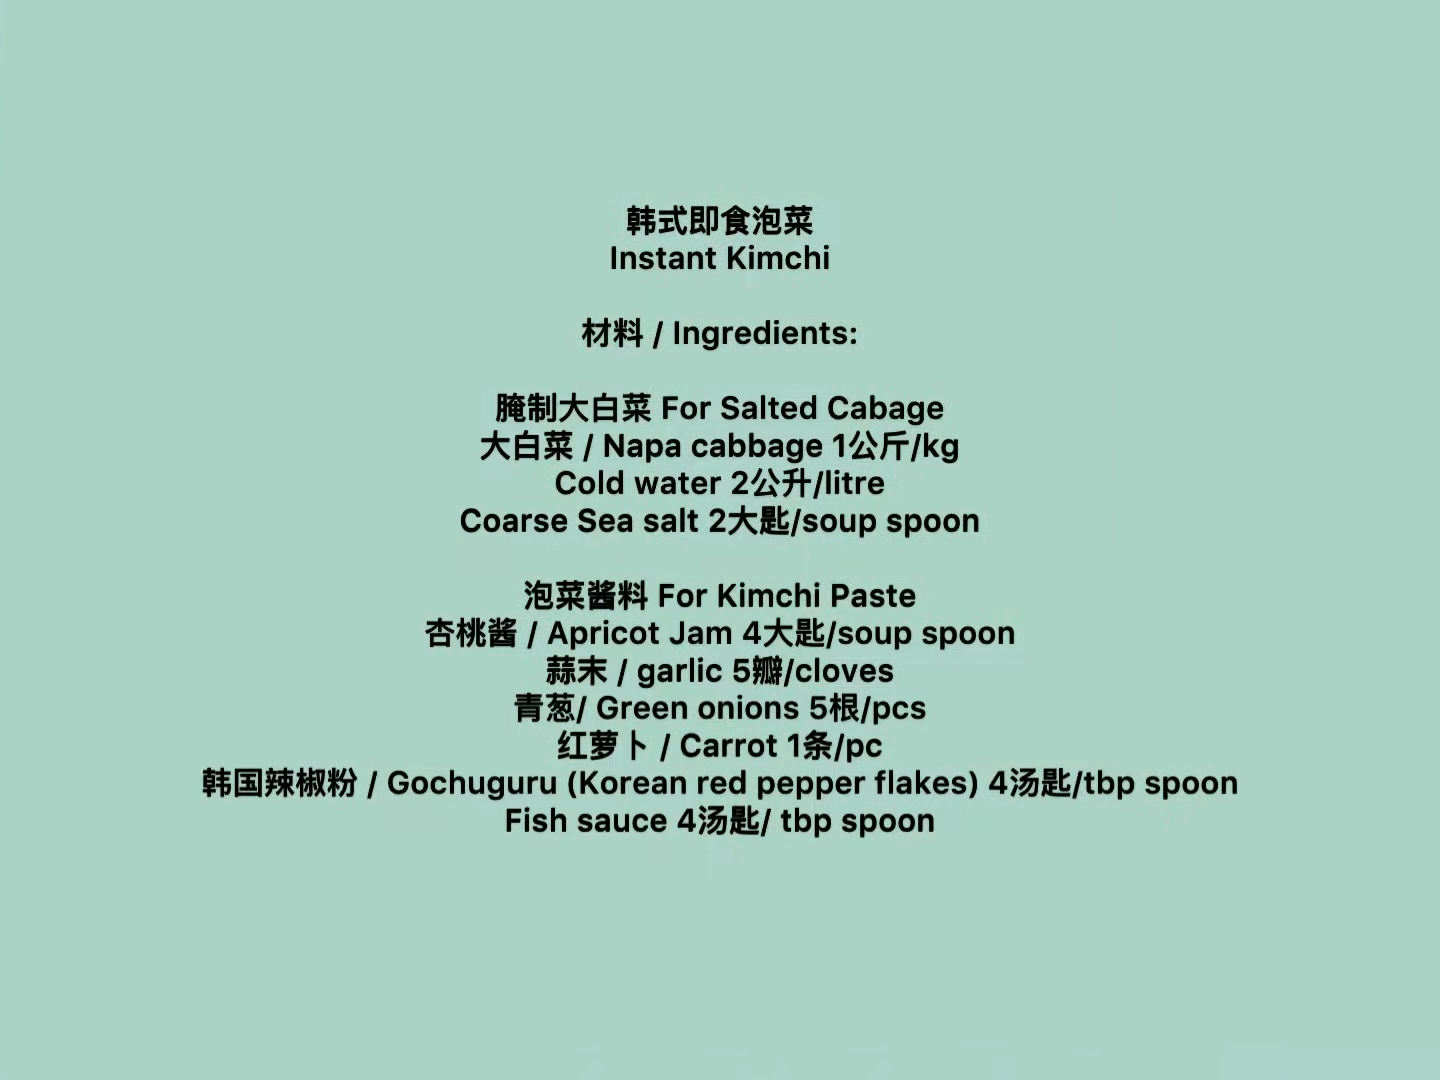 韩式即食泡菜
Instant Kimchi
材料 / Ingredients:
腌制大白菜 For Salted Cabage
大白菜 / Napa cabbage 1公斤/kg
Cold water 2公升/litre
Coarse Sea salt 2大匙/soup spoon
泡菜酱料 For Kimchi Paste
杏桃酱 / Apricot Jam 4大匙/soup spoon
蒜末 / garlic 5瓣/cloves
青葱/ Green onions 5根/pcs
红萝卜 / Carrot 1条/pc
韩国辣椒粉 / Gochuguru (Korean red pepper flakes) 4汤匙/tbp spoon
Fish sauce 4汤匙/ tbp spoon